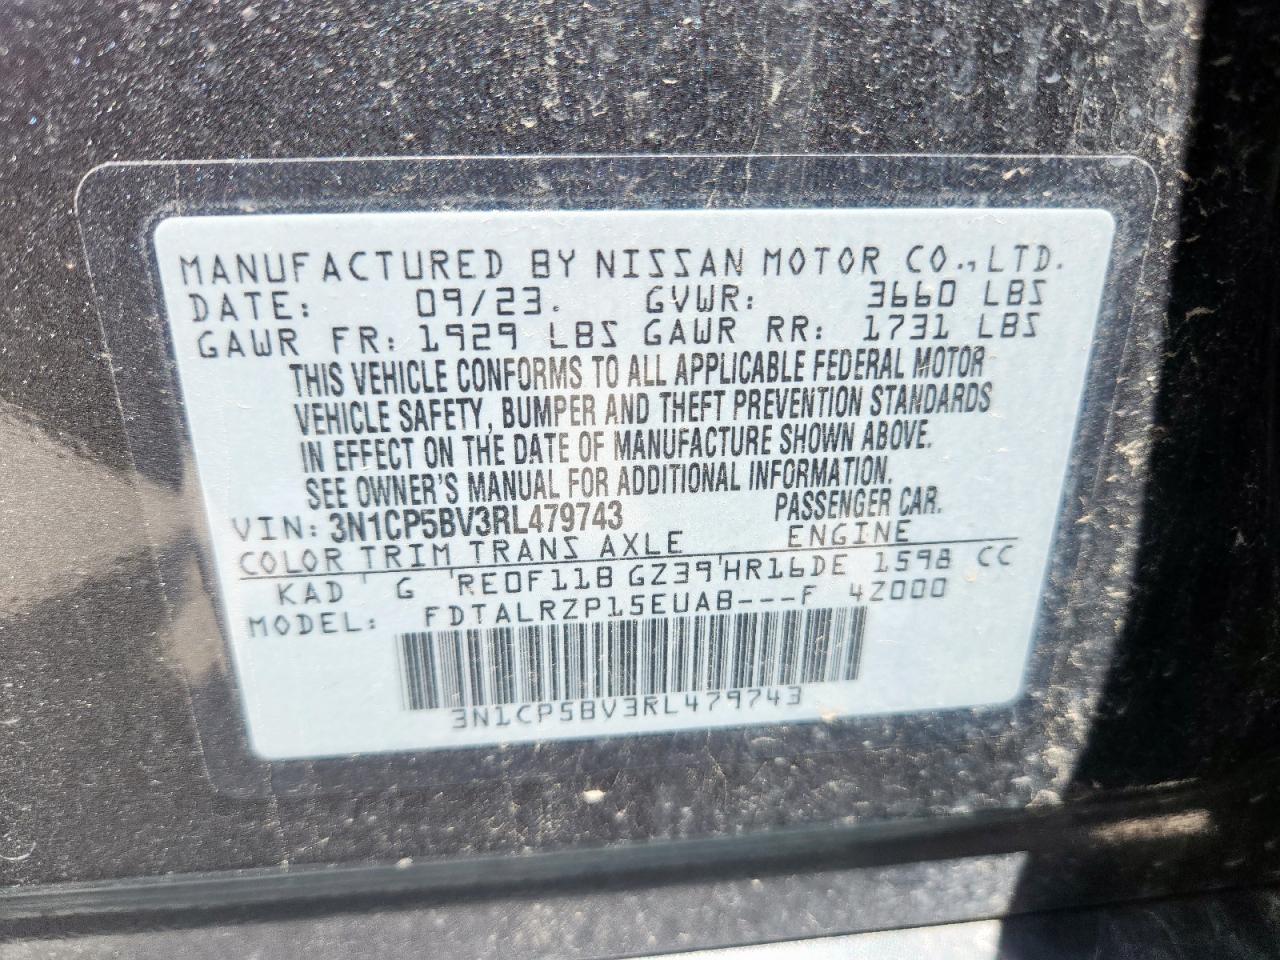 MANUFACTURED BY NISSAN MOTOR CO., LTD.
DATE: 09/23. GVWR: 3660 LBS
GAWR FR: 1929 LBS GAWR RR: 1731 LBS
THIS VEHICLE CONFORMS TO ALL APPLICABLE FEDERAL MOTOR
VEHICLE SAFETY, BUMPER AND THEFT PREVENTION STANDARDS
IN EFFECT ON THE DATE OF MANUFACTURE SHOWN ABOVE.
SEE OWNER'S MANUAL FOR ADDITIONAL INFORMATION.
VIN: 3N1CP5BV3RL479743 PASSENGER CAR.
COLOR TRIM TRANS AXLE ENGINE
KAD G RE0F11B GZ39 HR16DE 1598 CC
MODEL: FDTALRZP15EUAB---F 4Z000
3N1CP5BV3RL479743